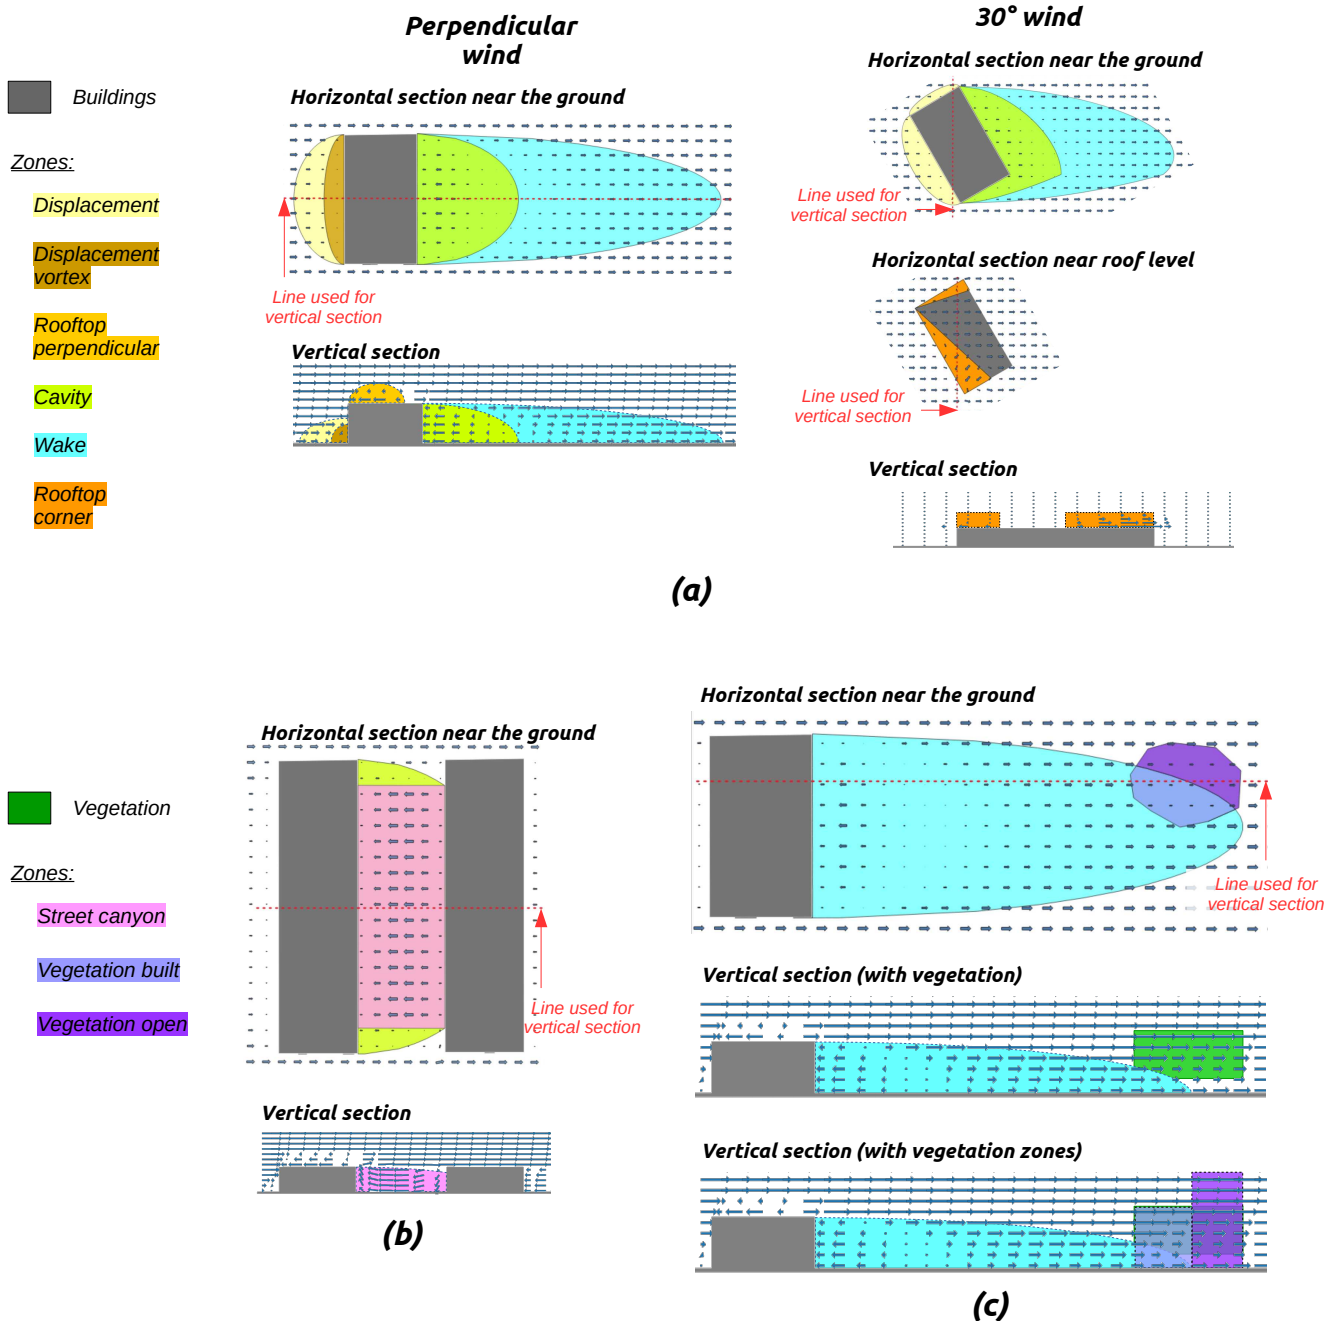 Perpendicular
wind
30° wind
Horizontal section near the ground
Buildings
Horizontal section near the ground
Zones:
Displacement
Displacement
vortex
Rooftop
perpendicular
Cavity
Wake
Rooftop
corner
Line used for
vertical section
Vertical section
Line used for
vertical section
Horizontal section near roof level
Line used for
vertical section
Vertical section
(a)
Horizontal section near the ground
Horizontal section near the ground
Vegetation
Zones:
Street canyon
Vegetation built
Vegetation open
Line used for
vertical section
Line used for
vertical section
Vertical section (with vegetation)
Vertical section
(b)
Vertical section (with vegetation zones)
(c)